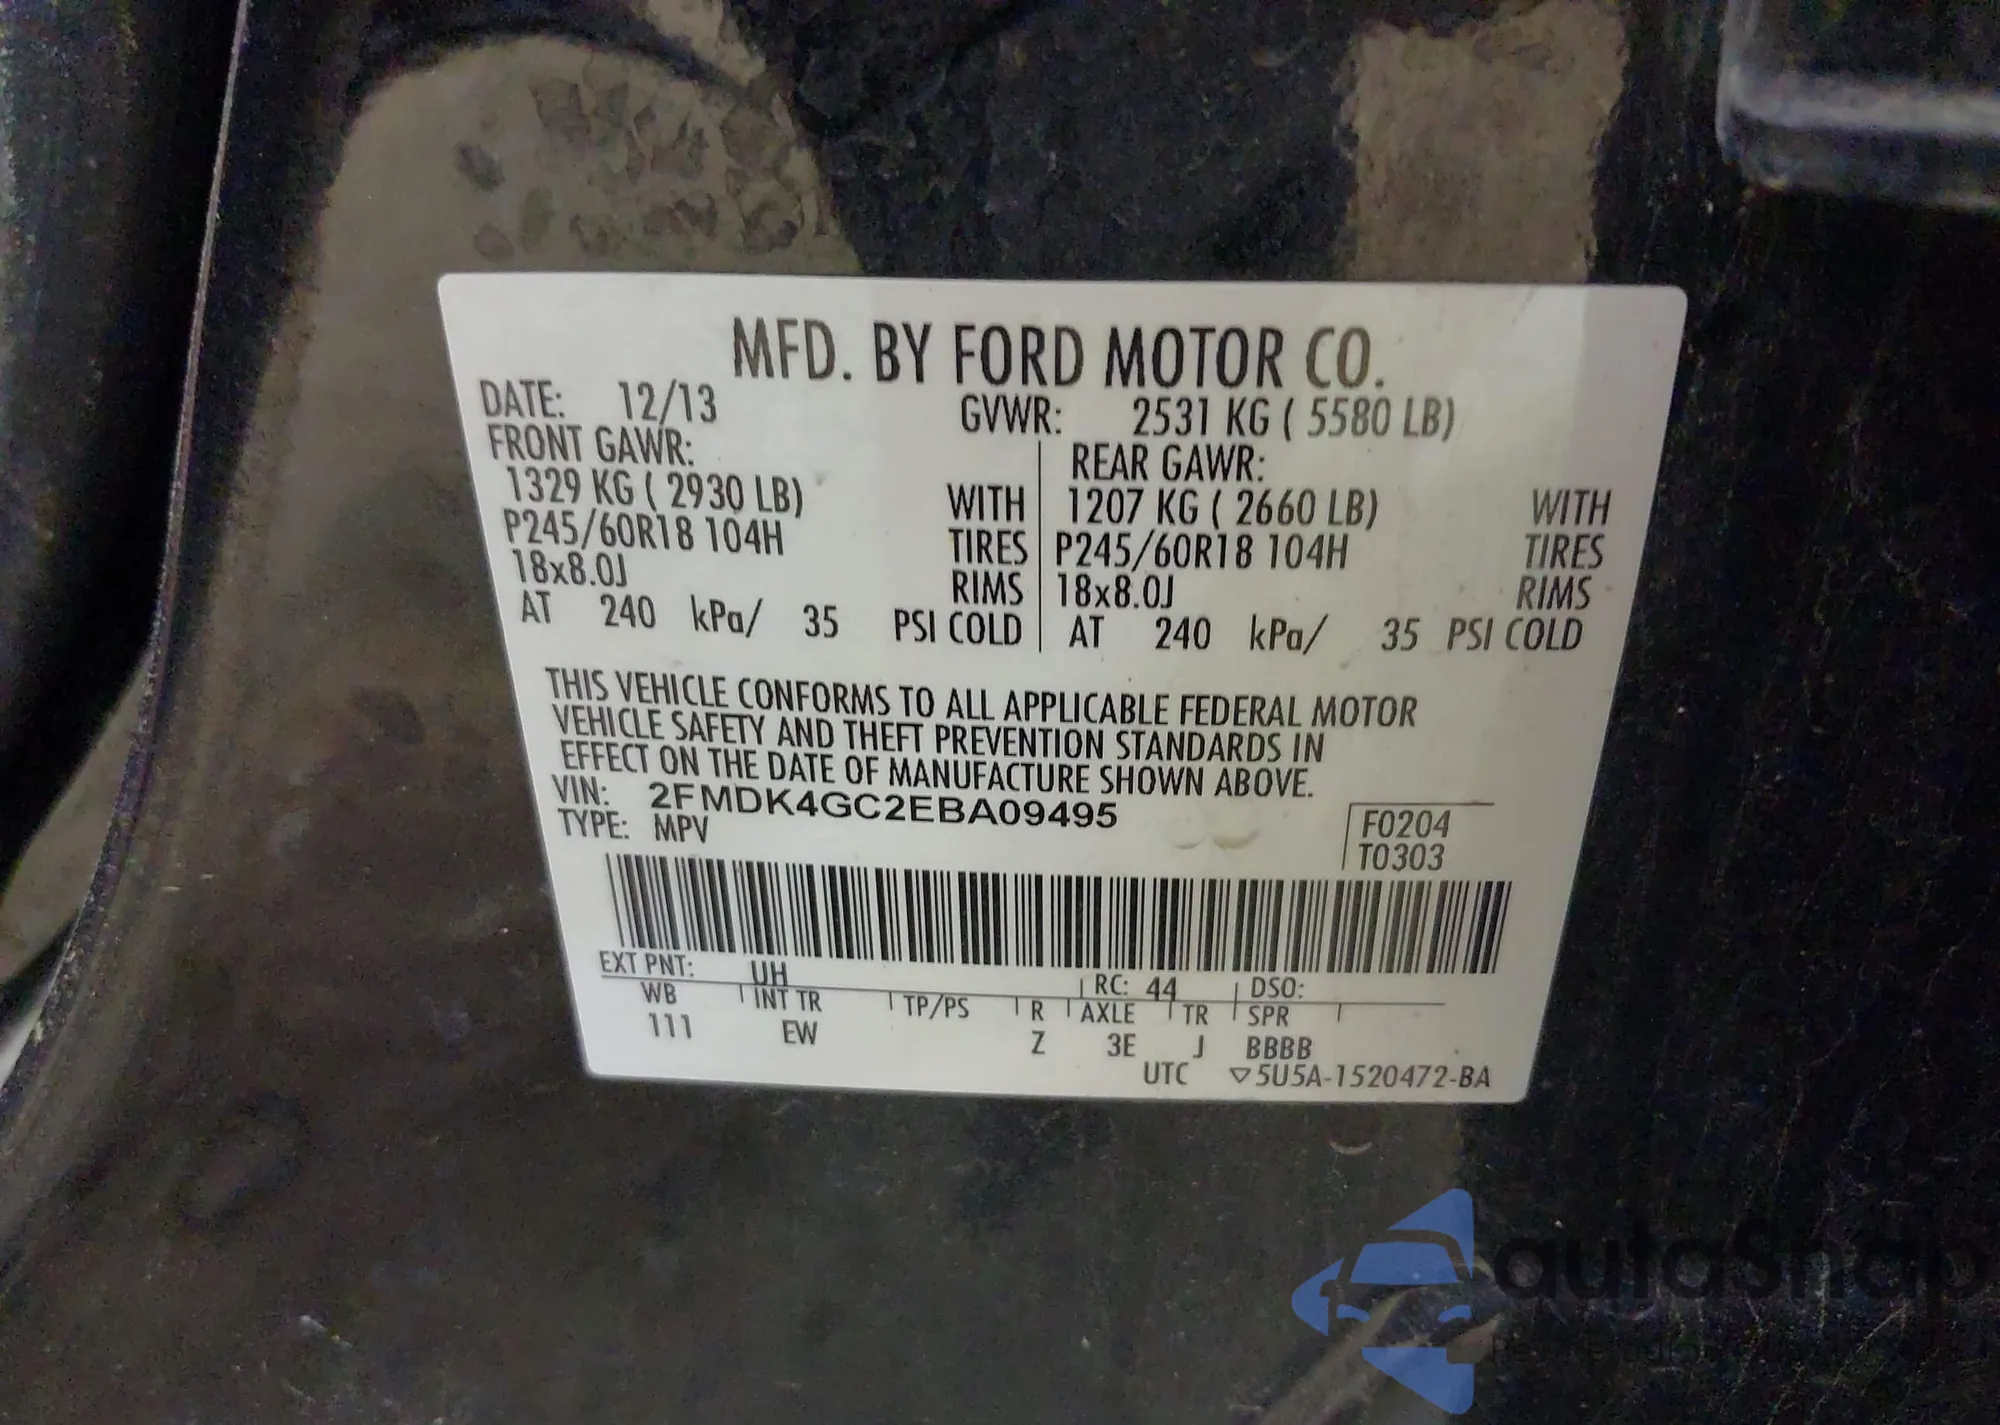 MFD. BY FORD MOTOR CO.
DATE: 12/13 GVWR: 2531 KG ( 5580 LB)
FRONT GAWR: REAR GAWR:
1329 KG ( 2930 LB) WITH 1207 KG ( 2660 LB) WITH
P245/60R18 104H TIRES P245/60R18 104H TIRES
18x8.0J RIMS 18x8.0J RIMS
AT 240 kPa/ 35 PSI COLD AT 240 kPa/ 35 PSI COLD
THIS VEHICLE CONFORMS TO ALL APPLICABLE FEDERAL MOTOR
VEHICLE SAFETY AND THEFT PREVENTION STANDARDS IN
EFFECT ON THE DATE OF MANUFACTURE SHOWN ABOVE.
VIN: 2FMDK4GC2EBA09495
TYPE: MPV
F0204
T0303
EXT PNT: UH RC: 44 DSO:
WB INT TR TP/PS R AXLE TR SPR
111 EW Z 3E J BBBB
UTC ▽5U5A-1520472-BA
autaSnap